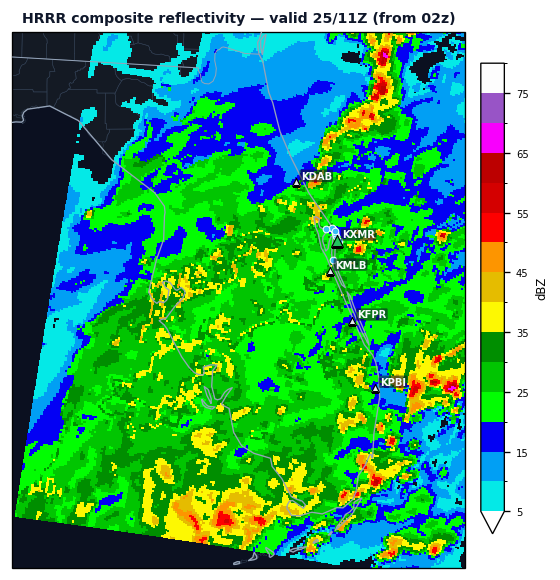 HRRR composite reflectivity — valid 25/11Z (from 02z)
KDAB
KXMR
KMLB
KFPR
KPBI
75
65
55
45
35
25
15
5
dBZ